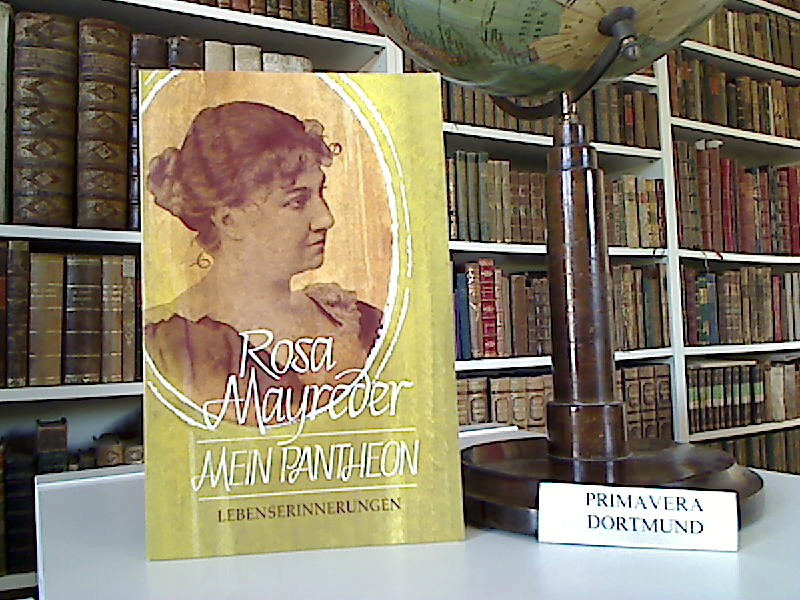 Rosa
Mayreder
MEIN PANTHEON
LEBENSERINNERUNGEN
PRIMAVERA
DORTMUND